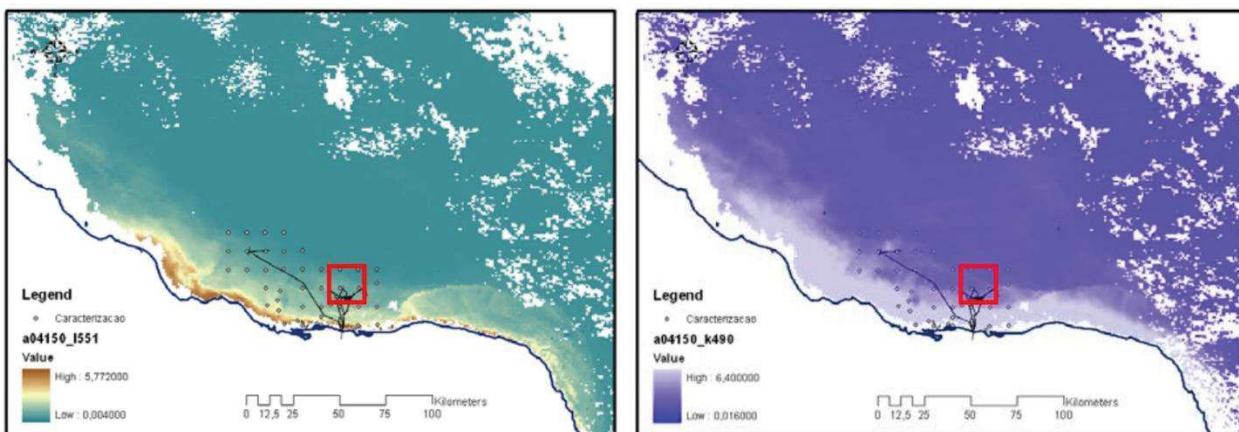 Legend
Caracterizacao
a04150_l551
Value
High : 5,772000
Low : 0,004000
Kilometers
0 12,5 25 50 75 100
Legend
Caracterizacao
a04150_k490
Value
High : 6,400000
Low : 0,016000
Kilometers
0 12,5 25 50 75 100